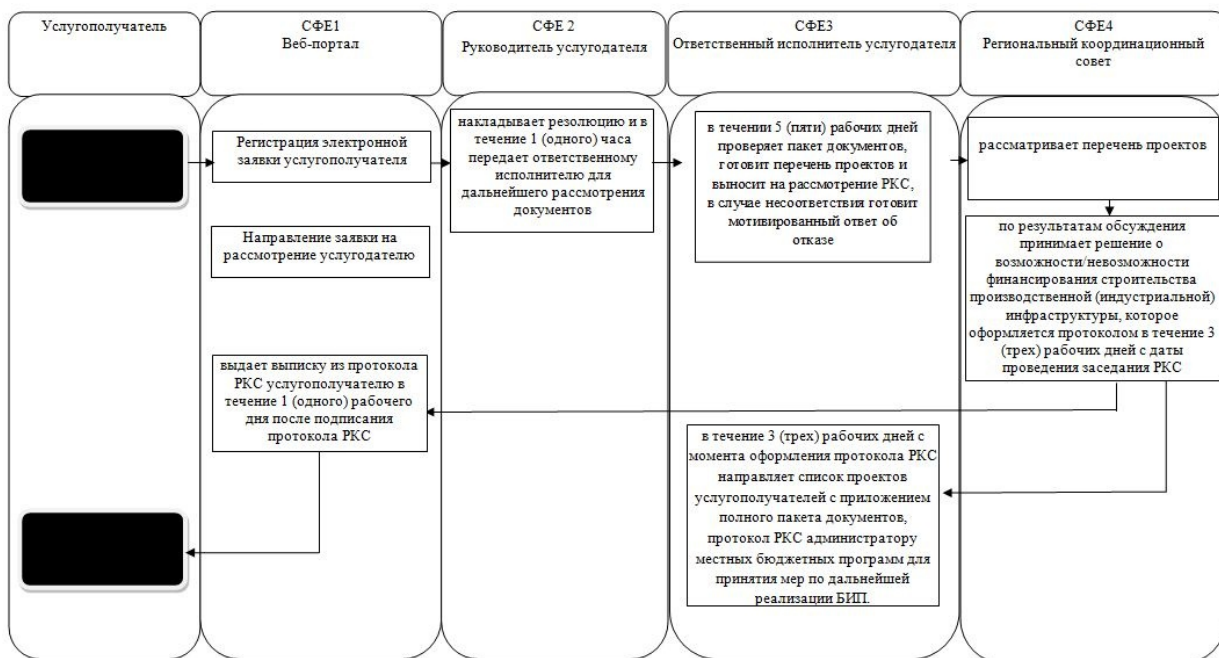 Услугополучатель
СФЕ1
Веб-портал
СФЕ 2
Руководитель услугодателя
СФЕ3
Ответственный исполнитель услугодателя
СФЕ4
Региональный координационный
совет
Регистрация электронной
заявки услугополучателя
Направление заявки на
рассмотрение услугодателю
накладывает резолюцию и в
течение 1 (одного) часа
передает ответственному
исполнителю для
дальнейшего рассмотрения
документов
в течении 5 (пяти) рабочих дней
проверяет пакет документов,
готовит перечень проектов и
выносит на рассмотрение РКС,
в случае несоответствия готовит
мотивированный ответ об
отказе
рассматривает перечень проектов
по результатам обсуждения
принимает решение о
возможности/невозможности
финансирования строительства
производственной (индустриальной)
инфраструктуры, которое
оформляется протоколом в течение 3
(трех) рабочих дней с даты
проведения заседания РКС
выдает выписку из протокола
РКС услугополучателю в
течение 1 (одного) рабочего
дня после подписания
протокола РКС
в течение 3 (трех) рабочих дней с
момента оформления протокола РКС
направляет список проектов
услугополучателей с приложением
полного пакета документов,
протокол РКС администратору
местных бюджетных программ для
принятия мер по дальнейшей
реализации БИП.